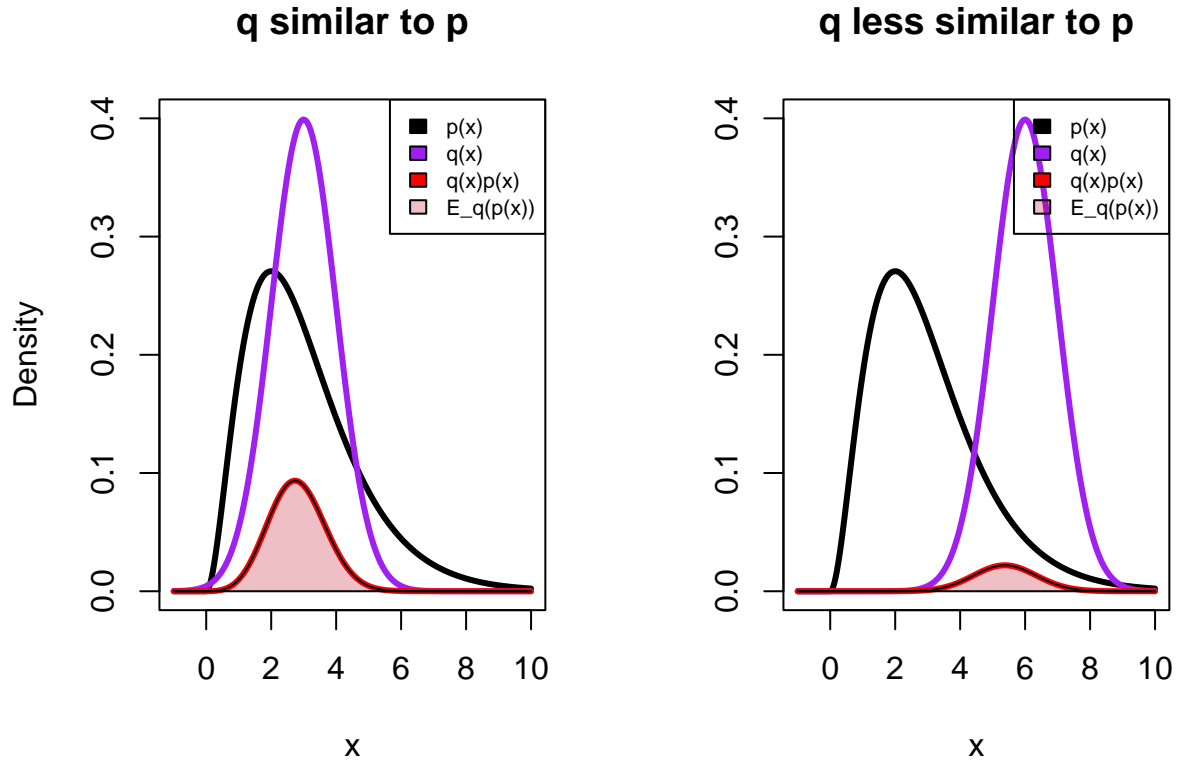 q similar to p
Density
0.4
0.3
0.2
0.1
0.0
0 2 4 6 8 10
x
p(x)
q(x)
q(x)p(x)
E_q(p(x))
q less similar to p
0.4
0.3
0.2
0.1
0.0
0 2 4 6 8 10
x
p(x)
q(x)
q(x)p(x)
E_q(p(x))